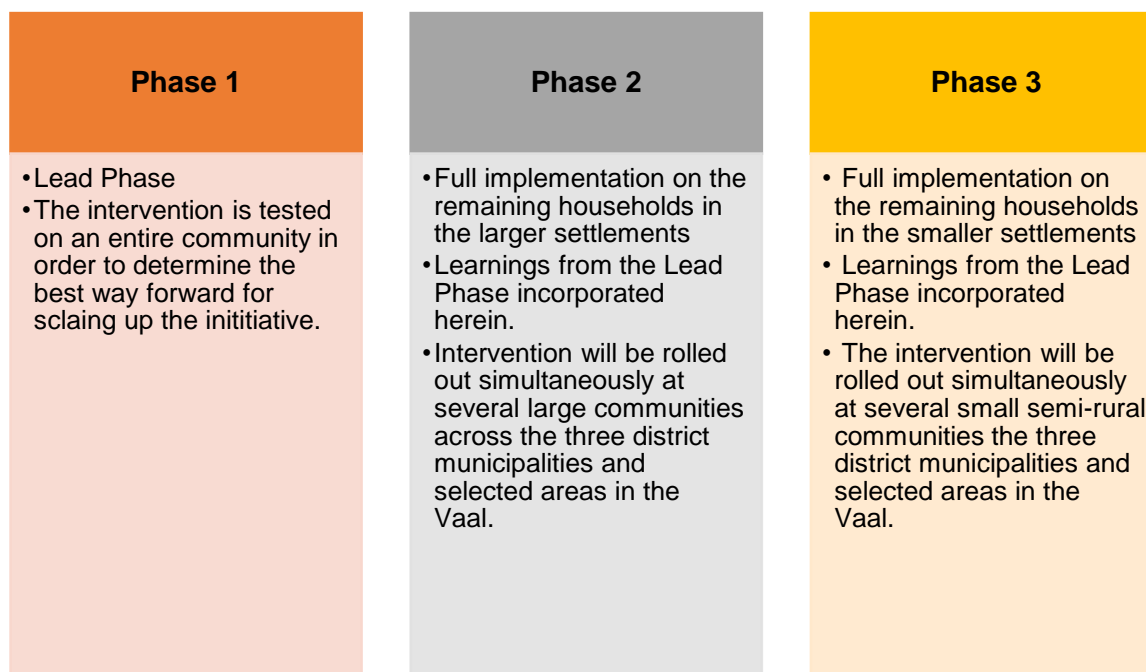 Phase 1
•Lead Phase
•The intervention is tested
on an entire community in
order to determine the
best way forward for
sclaing up the inititiative.
Phase 2
•Full implementation on the
remaining households in
the larger settlements
•Learnings from the Lead
Phase incorporated
herein.
•Intervention will be rolled
out simultaneously at
several large communities
across the three district
municipalities and
selected areas in the
Vaal.
Phase 3
• Full implementation on
the remaining households
in the smaller settlements
• Learnings from the Lead
Phase incorporated
herein.
• The intervention will be
rolled out simultaneously
at several small semi-rural
communities the three
district municipalities and
selected areas in the
Vaal.